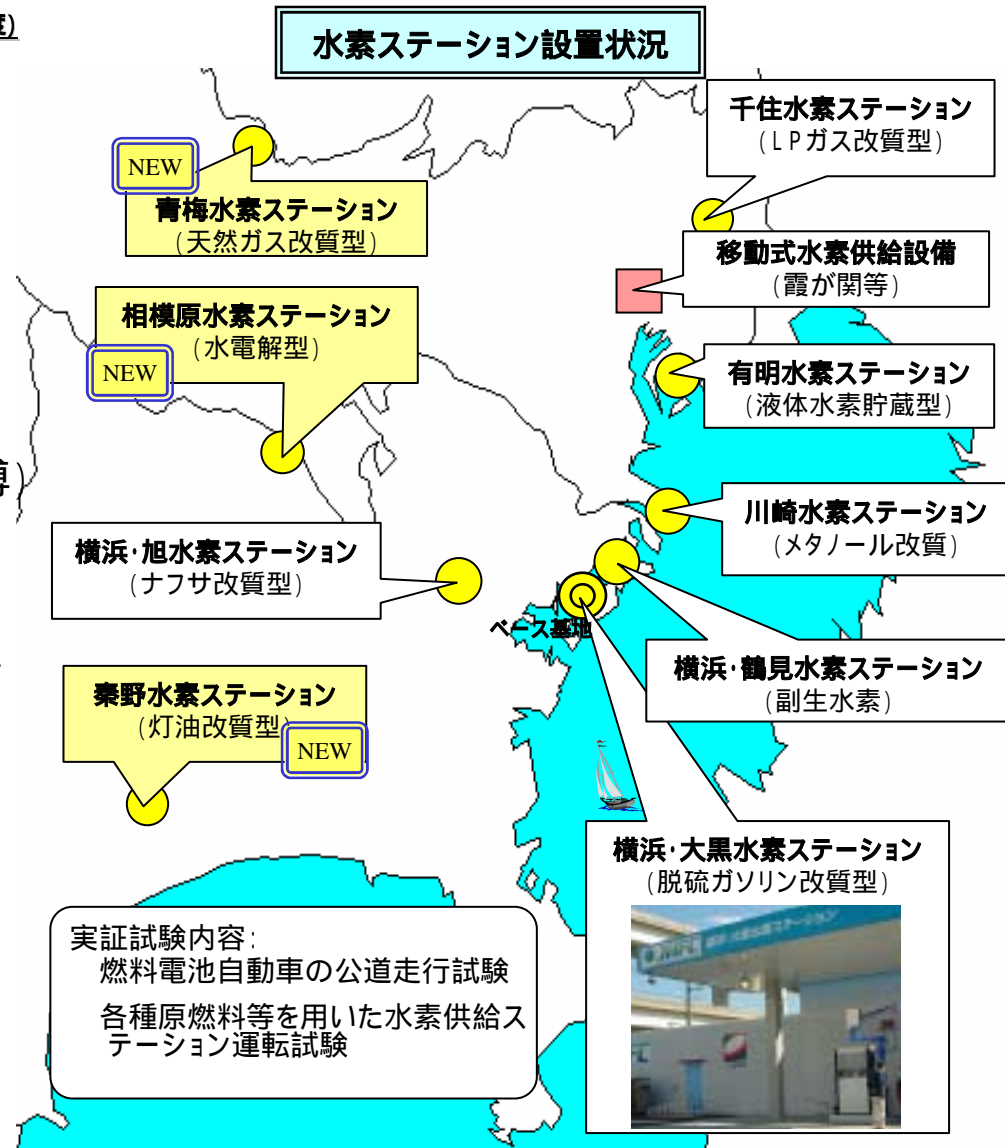 度)
水素ステーション設置状況
千住水素ステーション
(LPガス改質型)
NEW
青梅水素ステーション
(天然ガス改質型)
移動式水素供給設備
(霞が関等)
相模原水素ステーション
(水電解型)
NEW
有明水素ステーション
(液体水素貯蔵型)
博)
川崎水素ステーション
(メタノール改質)
横浜・旭水素ステーション
(ナフサ改質型)
ベース基地
横浜・鶴見水素ステーション
(副生水素)
秦野水素ステーション
(灯油改質型)
NEW
横浜・大黒水素ステーション
(脱硫ガソリン改質型)
実証試験内容:
燃料電池自動車の公道走行試験
各種原燃料等を用いた水素供給ス
テーション運転試験